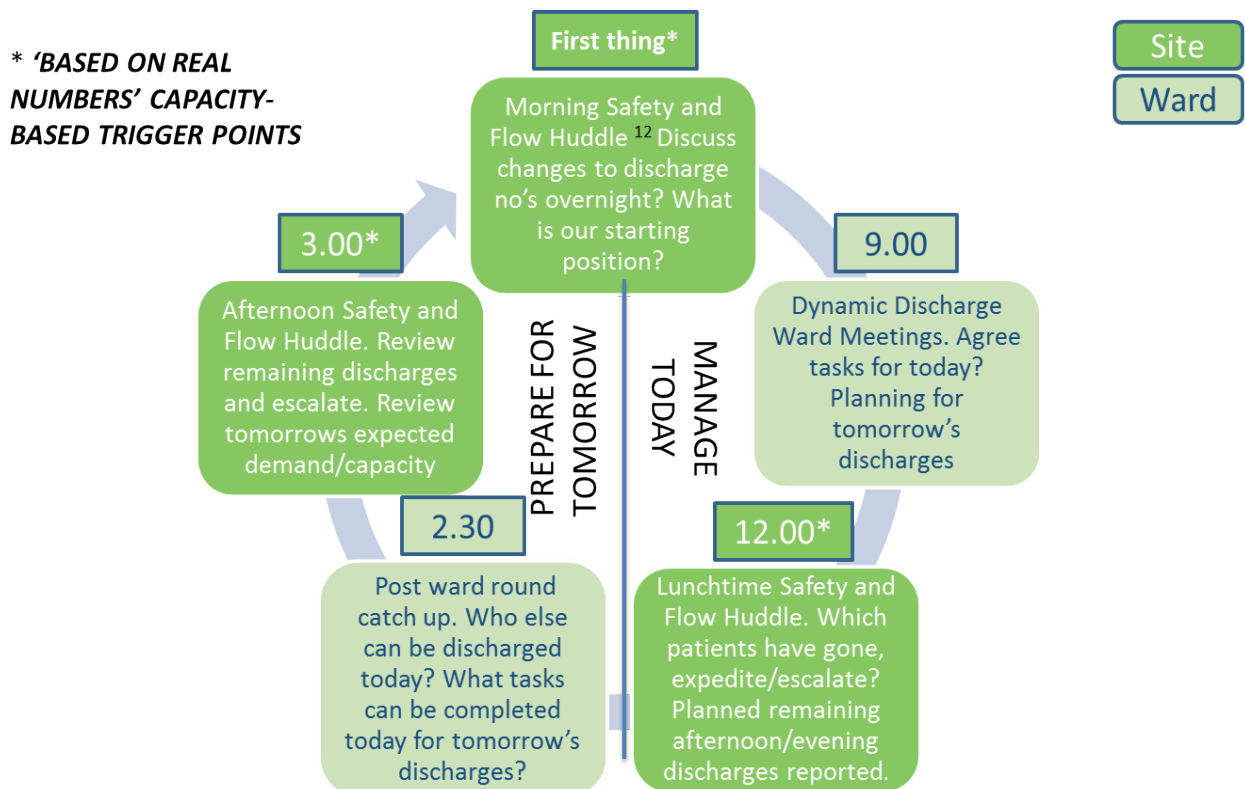 * ‘BASED ON REAL
NUMBERS’ CAPACITY-
BASED TRIGGER POINTS
First thing*
Site
Ward
Morning Safety and
Flow Huddle 12 Discuss
changes to discharge
no's overnight? What
is our starting
position?
9.00
Dynamic Discharge
Ward Meetings. Agree
tasks for today?
Planning for
tomorrow's
discharges
12.00*
Lunchtime Safety and
Flow Huddle. Which
patients have gone,
expedite/escalate?
Planned remaining
afternoon/evening
discharges reported.
2.30
Post ward round
catch up. Who else
can be discharged
today? What tasks
can be completed
today for tomorrow's
discharges?
3.00*
Afternoon Safety and
Flow Huddle. Review
remaining discharges
and escalate. Review
tomorrows expected
demand/capacity
PREPARE FOR
TOMORROW
MANAGE
TODAY